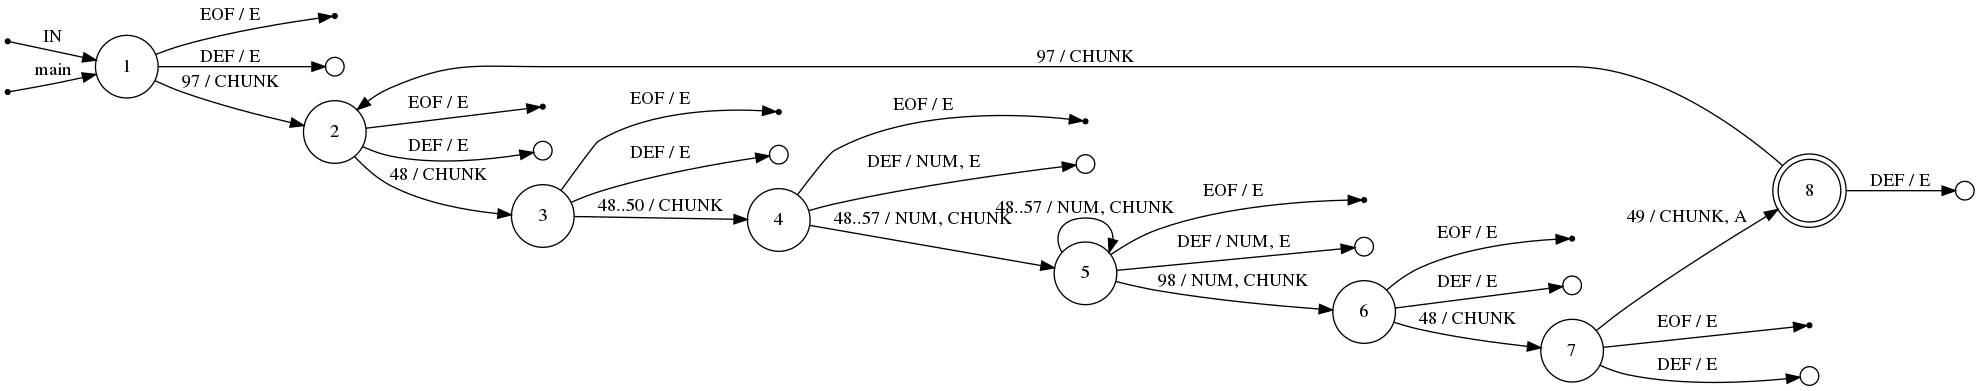 IN
main
1
EOF / E
DEF / E
97 / CHUNK
2
EOF / E
DEF / E
48 / CHUNK
3
EOF / E
DEF / E
48..50 / CHUNK
4
EOF / E
DEF / NUM, E
48..57 / NUM, CHUNK
48..57 / NUM, CHUNK
5
EOF / E
DEF / NUM, E
98 / NUM, CHUNK
6
EOF / E
DEF / E
48 / CHUNK
7
49 / CHUNK, A
EOF / E
DEF / E
97 / CHUNK
8
DEF / E